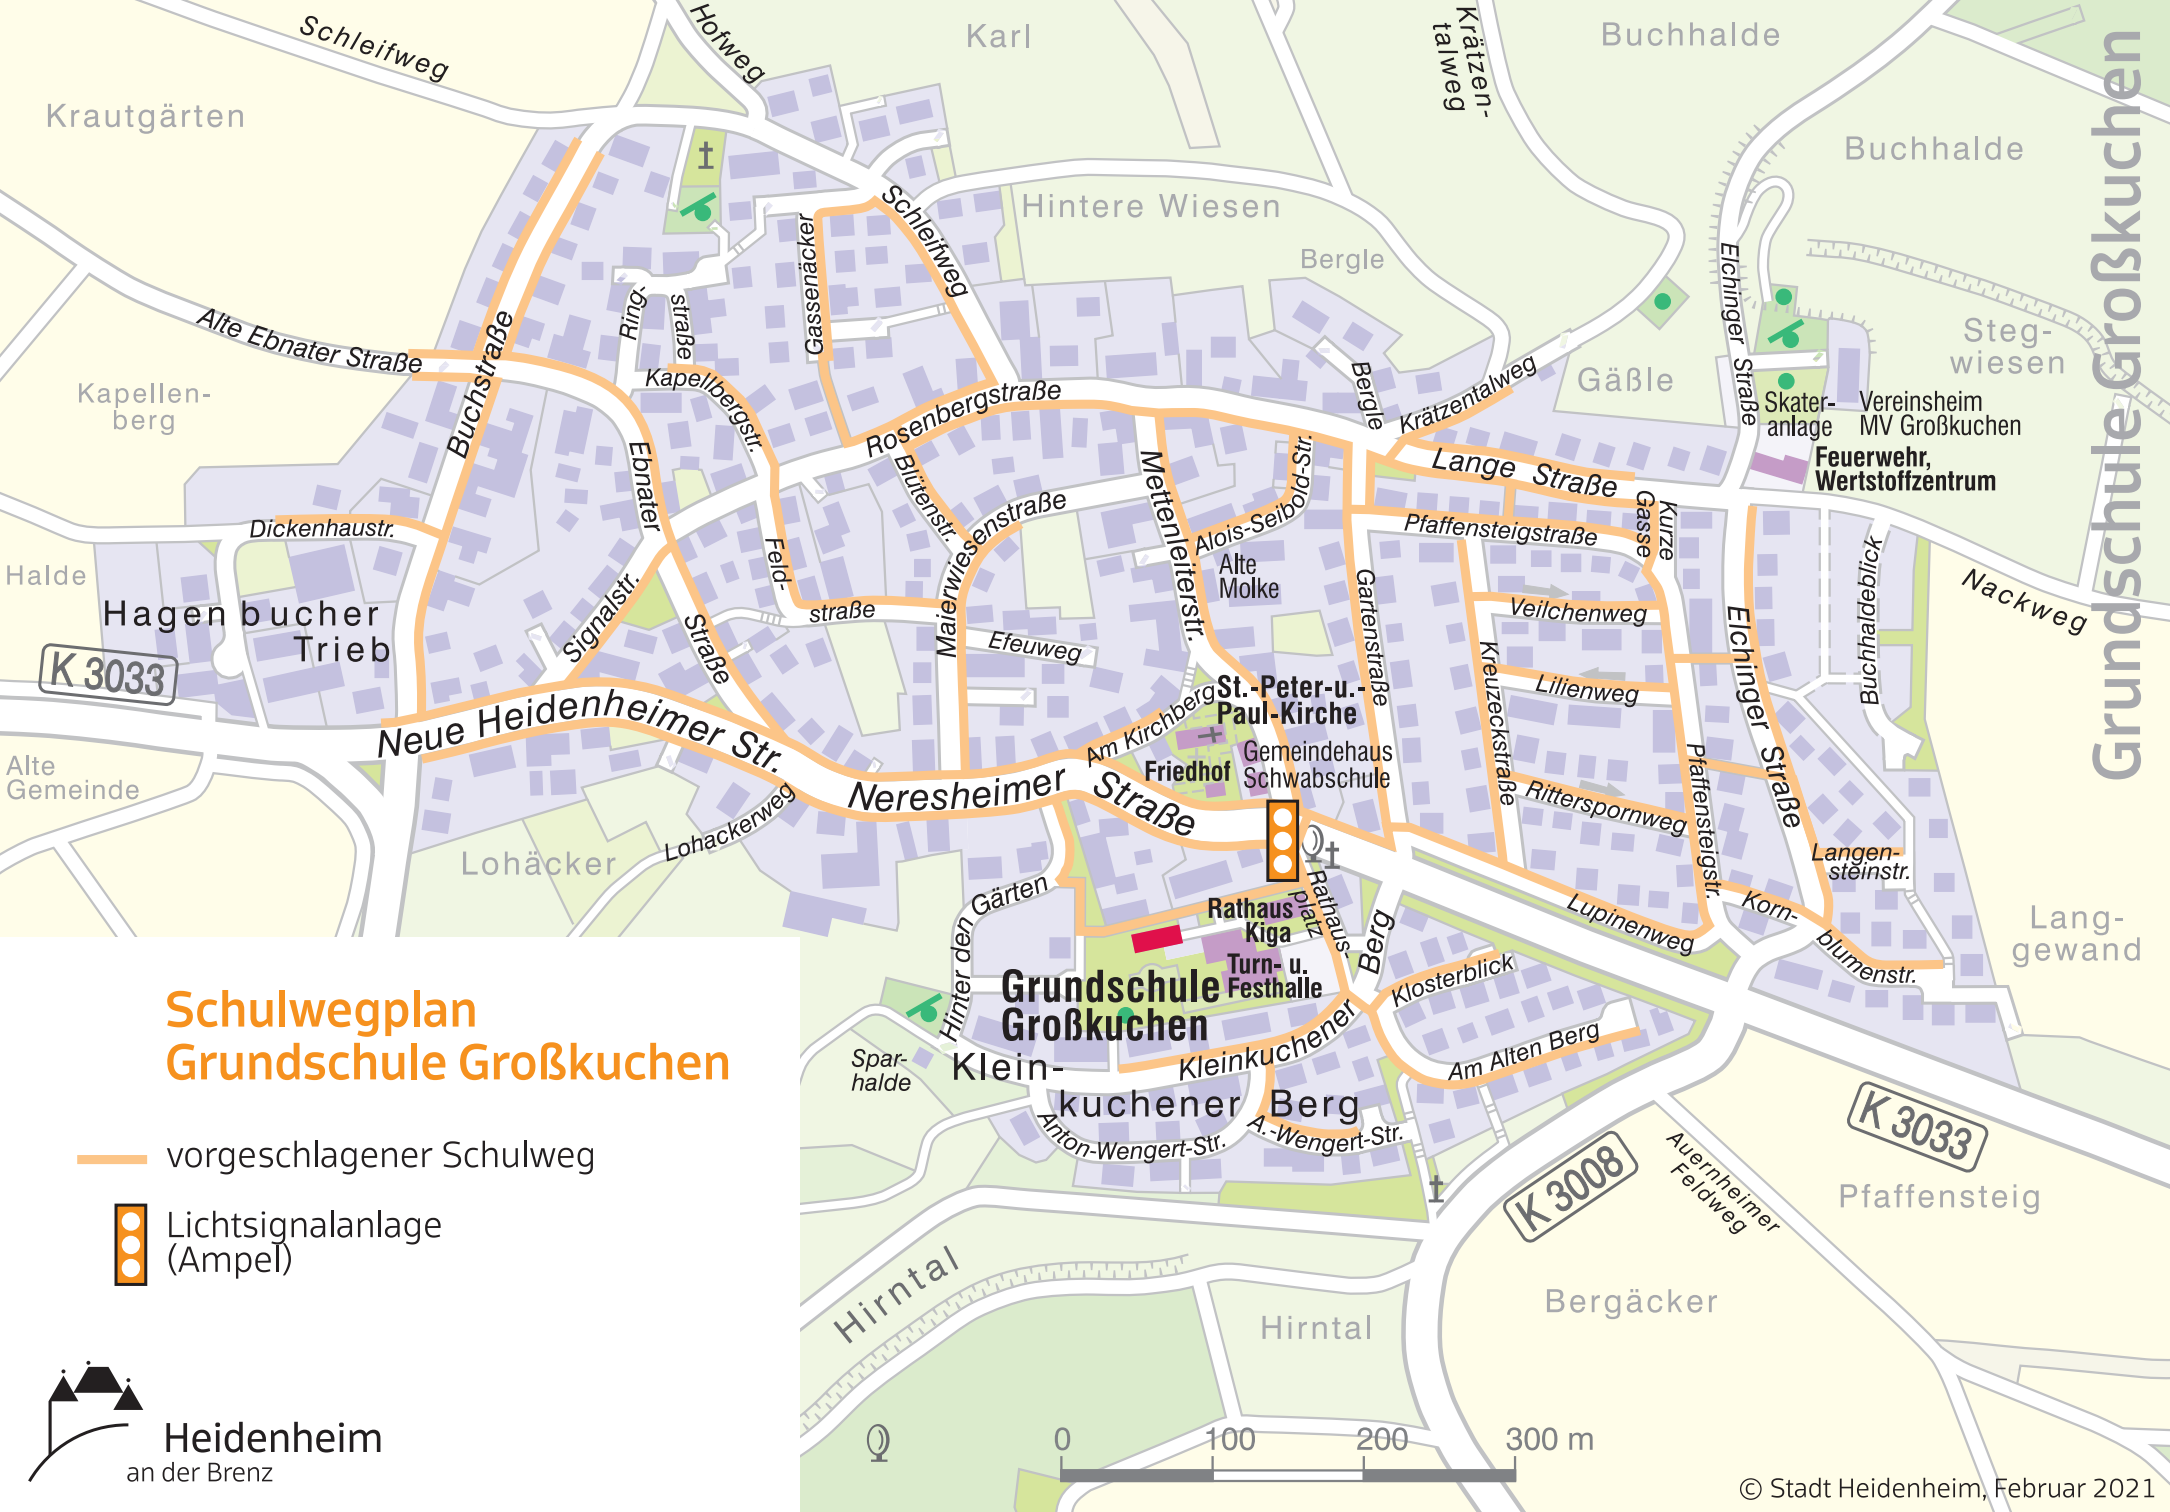 Schleifweg
Hofweg
Karl
Krätzen-
talweg
Buchhalde
Krautgärten
Buchhalde
Grundschule Großkuchen
Hintere Wiesen
Schleifweg
Gassenäcker
Bergle
Elchinger Straße
Alte Ebnater Straße
Buchstraße
Ring-
straße
Steg-
wiesen
Kapellen-
berg
Kapellbergstr.
Rosenbergstraße
Bergle
Krätzentalweg
Gäßle
Skater-
anlage
Vereinsheim
MV Großkuchen
Feuerwehr,
Wertstoffzentrum
Ebnater
Straße
Blütenstr.
Maierwiesenstraße
Mettenleiterstr.
Alois-Seibold-Str.
Lange Straße
Kurze
Gasse
Pfaffensteigstraße
Dickenhaustr.
Halde
Feld-
straße
Alte
Molke
Gartenstraße
Veilchenweg
Buchhaldeblick
Nackweg
Hagenbucher
Trieb
Signalstr.
Efeuweg
Elchinger Straße
Kreuzeckstraße
Lilienweg
K 3033
St.-Peter-u.-
Paul-Kirche
Am Kirchberg
Neue Heidenheimer Str.
Gemeindehaus
Schwabschule
Friedhof
Pfaffensteigstr.
Rittersporn​weg
Alte
Gemeinde
Neresheimer Straße
Lohackerweg
Lohäcker
Langen-
steinstr.
Hinter den Gärten
Rathaus
Kiga
Rathaus-
platz
Berg
Lupinenweg
Korn-
blumenstr.
Lang-
gewand
Turn- u.
Festhalle
Grundschule
Großkuchen
Klosterblick
Kleinkuchener
Am Alten Berg
Spar-
halde
Klein-
kuchener Berg
Anton-Wengert-Str.
A.-Wengert-Str.
K 3033
K 3008
Auernheimer
Feldweg
Pfaffensteig
Hirntal
Hirntal
Bergäcker
Schulwegplan
Grundschule Großkuchen
vorgeschlagener Schulweg
Lichtsignalanlage
(Ampel)
Heidenheim
an der Brenz
0 100 200 300 m
© Stadt Heidenheim, Februar 2021